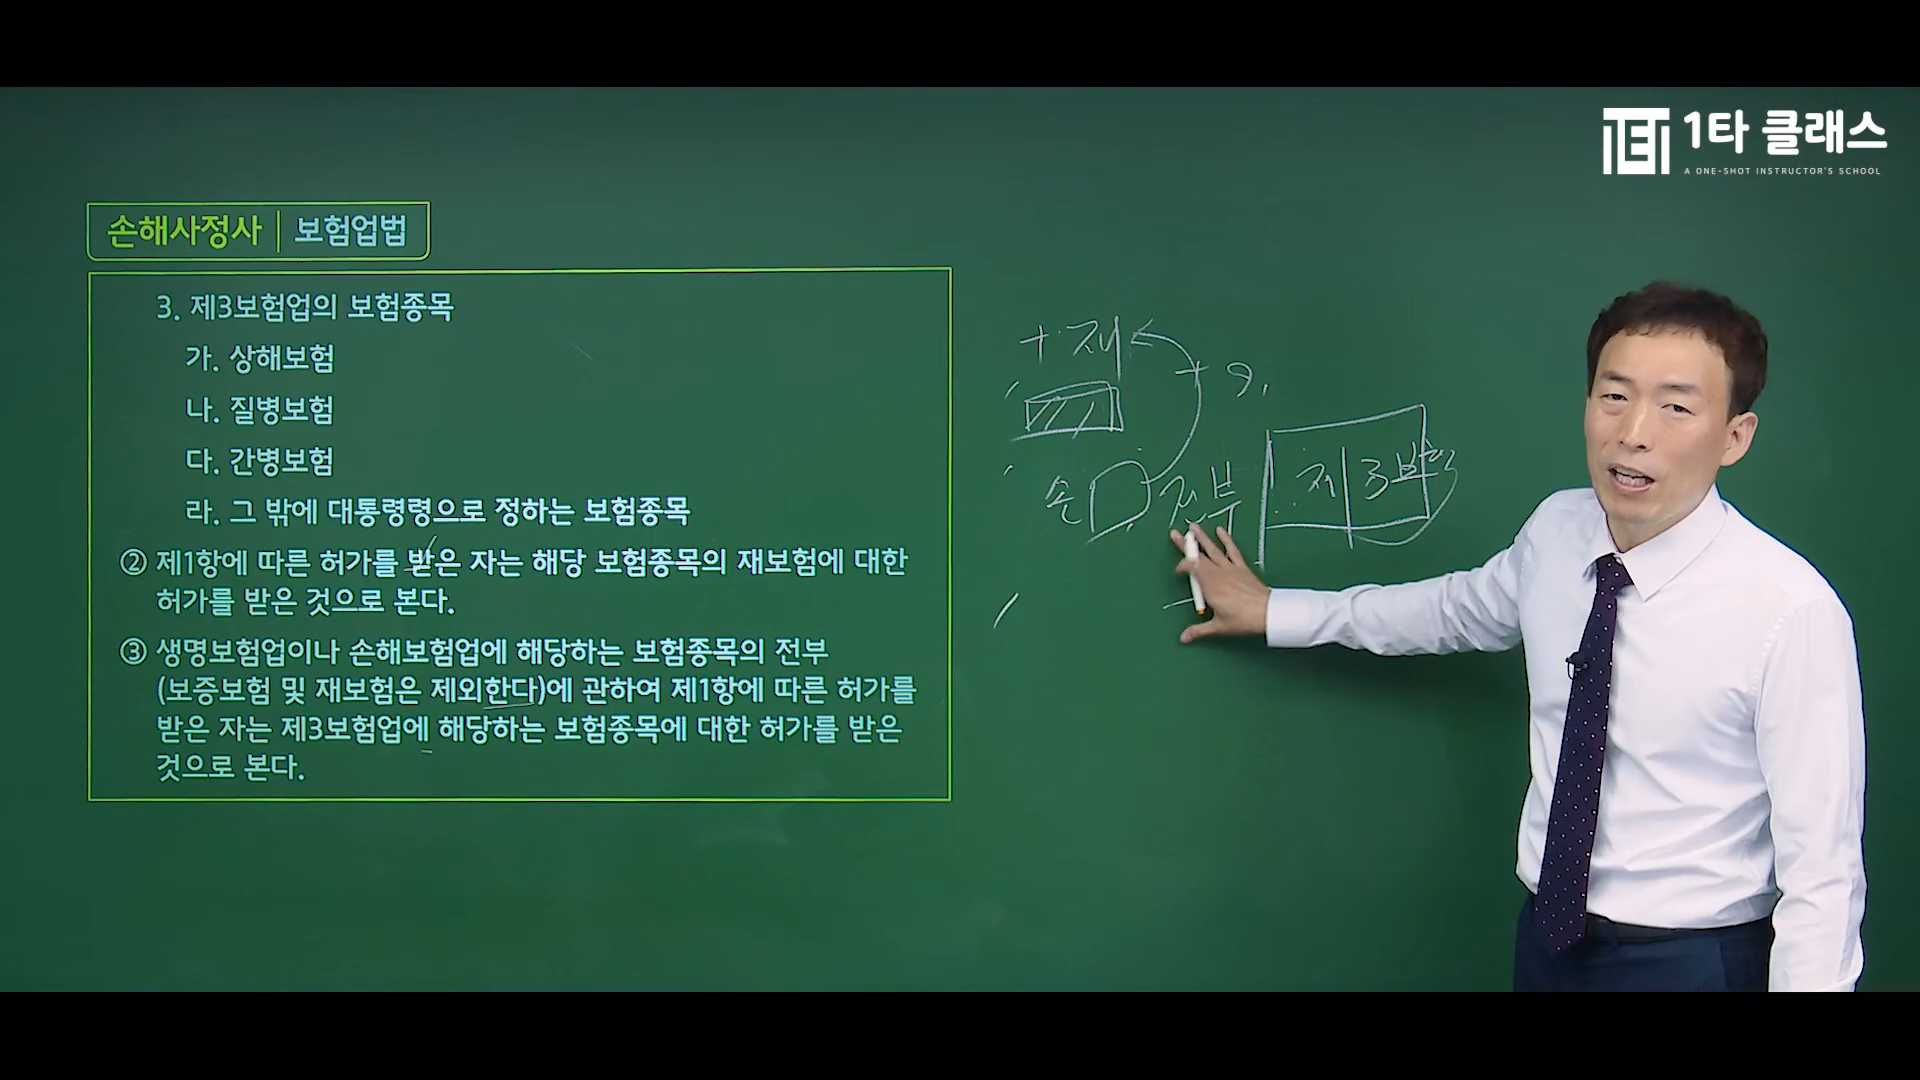 1타 클래스
A ONE-SHOT INSTRUCTOR'S SCHOOL
손해사정사 | 보험업법
3. 제3보험업의 보험종목
가. 상해보험
나. 질병보험
다. 간병보험
라. 그 밖에 대통령령으로 정하는 보험종목
② 제1항에 따른 허가를 받은 자는 해당 보험종목의 재보험에 대한
허가를 받은 것으로 본다.
③ 생명보험업이나 손해보험업에 해당하는 보험종목의 전부
(보증보험 및 재보험은 제외한다)에 관하여 제1항에 따른 허가를
받은 자는 제3보험업에 해당하는 보험종목에 대한 허가를 받은
것으로 본다.
+ 재
손 전부 제3보험